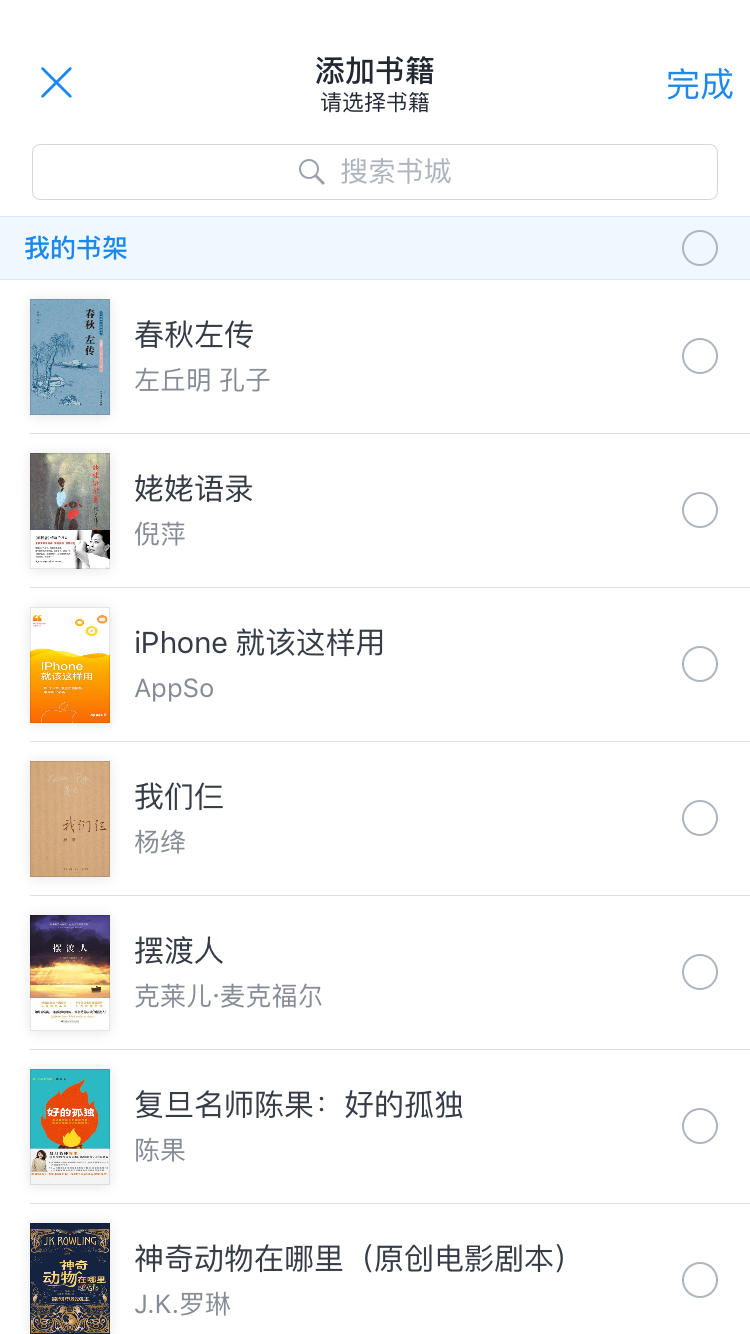 添加书籍
完成
请选择书籍
搜索书城
我的书架
春秋左传
左丘明 孔子
春秋 左传
姥姥语录
倪萍
iPhone 就该这样用
AppSo
iPhone
就该这样用
AppSo
我们仨
杨绛
我们仨
摆渡人
克莱儿·麦克福尔
摆渡人
复旦名师陈果：好的孤独
陈果
好的孤独
神奇动物在哪里（原创电影剧本）
J.K.罗琳
J.K. ROWLING
神奇
动物在哪里